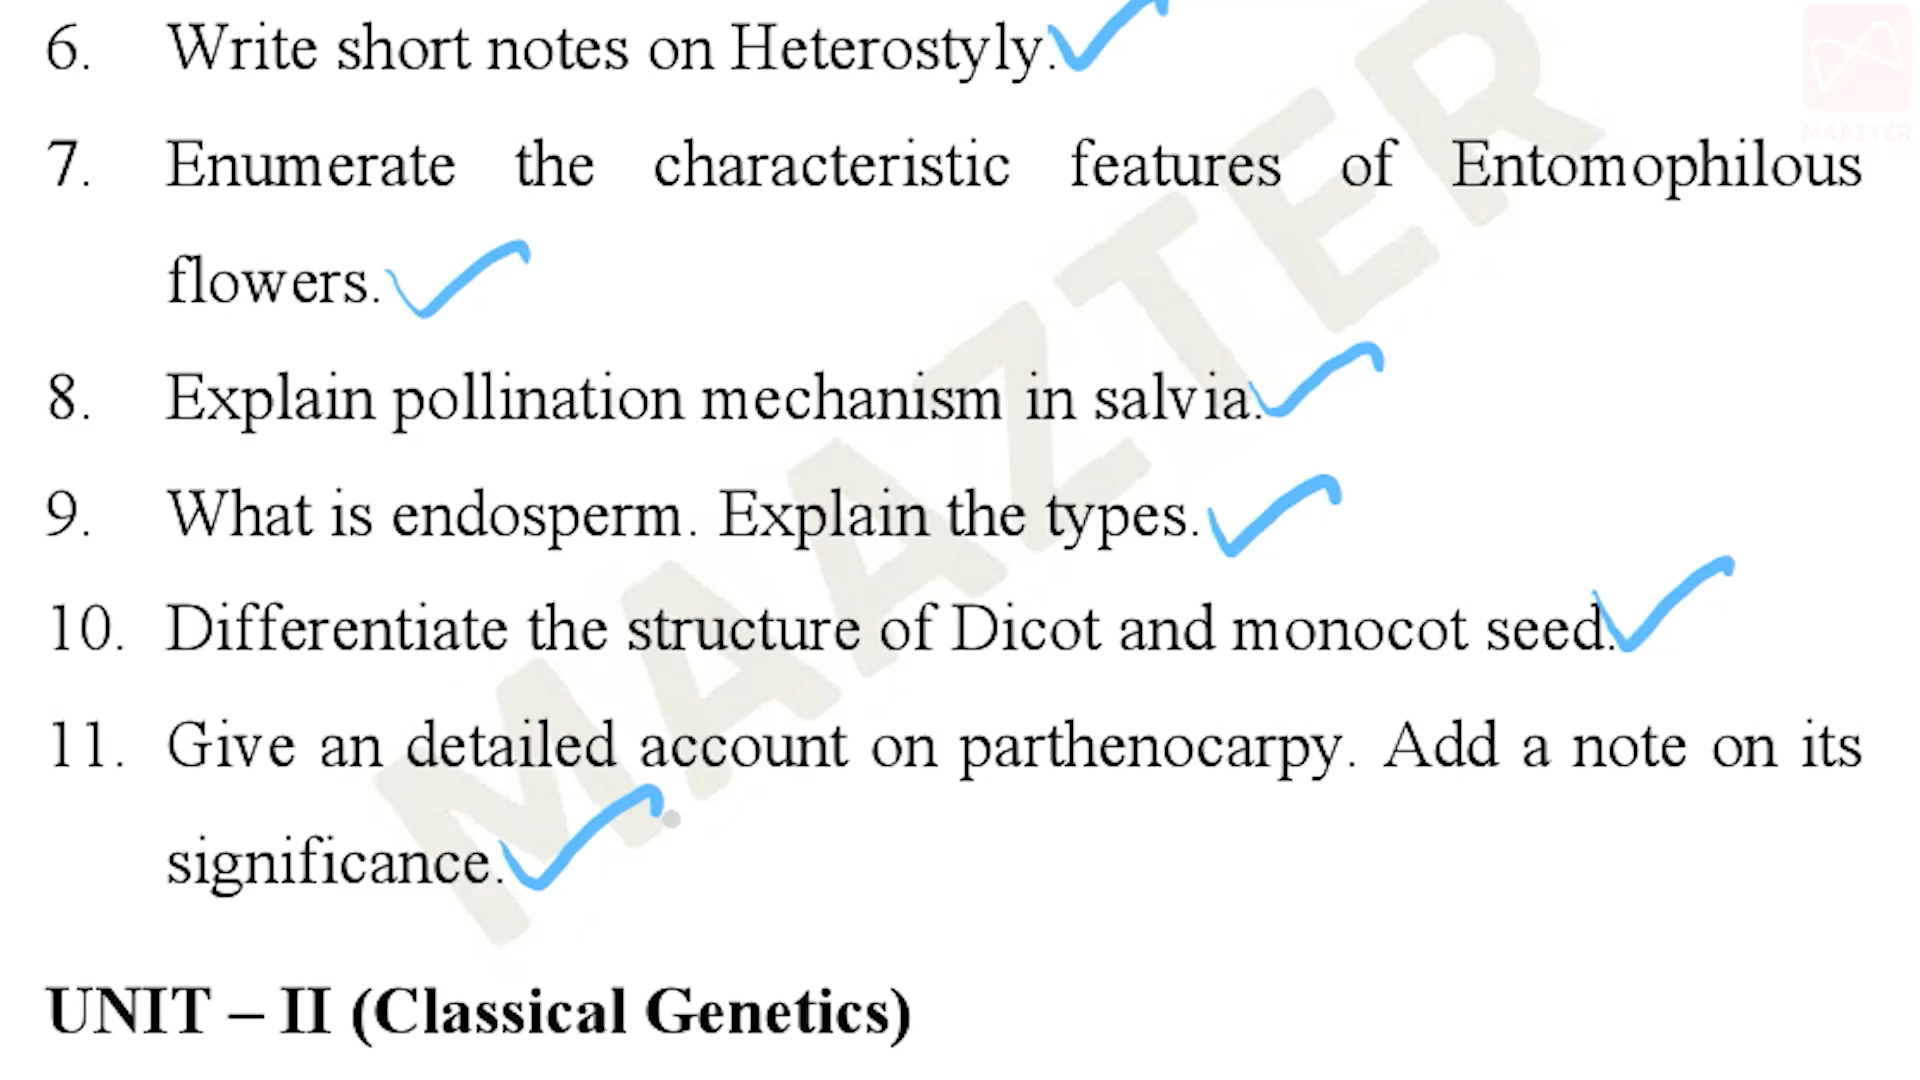 6. Write short notes on Heterostyly.
7. Enumerate the characteristic features of Entomophilous
flowers.
8. Explain pollination mechanism in salvia.
9. What is endosperm. Explain the types.
10. Differentiate the structure of Dicot and monocot seed.
11. Give an detailed account on parthenocarpy. Add a note on its
significance.
UNIT – II (Classical Genetics)
MAAZTER
MAAZTER